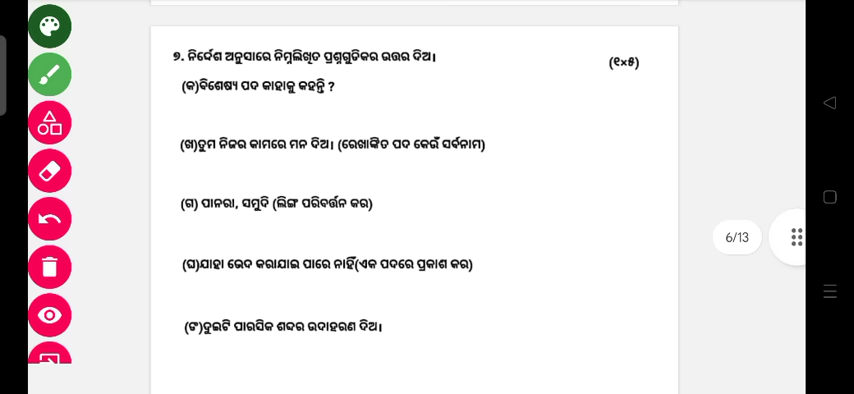 ୭. ନିର୍ଦ୍ଦେଶ ଅନୁସାରେ ନିମ୍ନଲିଖିତ ପ୍ରଶ୍ନଗୁଡିକର ଉତ୍ତର ଦିଅ। (୧×୫)
(କ)ବିଶେଷ୍ୟ ପଦ କାହାକୁ କହନ୍ତି ?
(ଖ)ତୁମ ନିଜର କାମରେ ମନ ଦିଅ। (ରେଖାଙ୍କିତ ପଦ କେଉଁ ସର୍ବନାମ)
(ଗ) ପାନରା, ସମୁଦି (ଲିଙ୍ଗ ପରିବର୍ତ୍ତନ କର)
6/13
(ଘ)ଯାହା ଭେଦ କରାଯାଇ ପାରେ ନାହିଁ(ଏକ ପଦରେ ପ୍ରକାଶ କର)
(ଙ)ଦୁଇଟି ପାରସିକ ଶବ୍ଦର ଉଦାହରଣ ଦିଅ।